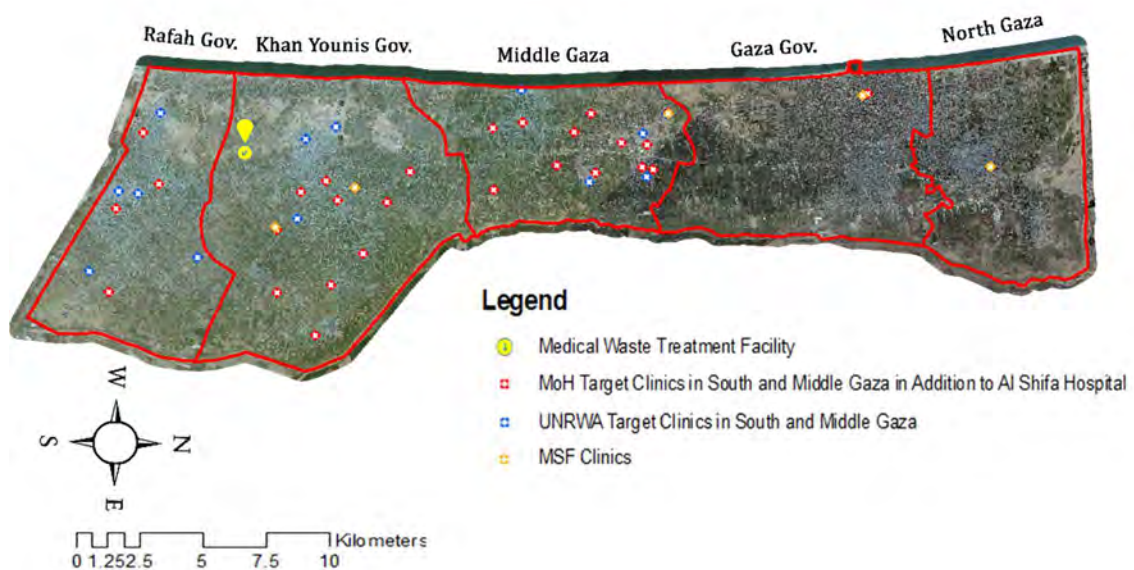 Rafah Gov.
Khan Younis Gov.
Middle Gaza
Gaza Gov.
North Gaza
Legend
Medical Waste Treatment Facility
MoH Target Clinics in South and Middle Gaza in Addition to Al Shifa Hospital
UNRWA Target Clinics in South and Middle Gaza
MSF Clinics
W
S N
E
Kilometers
0 1.252.5 5 7.5 10